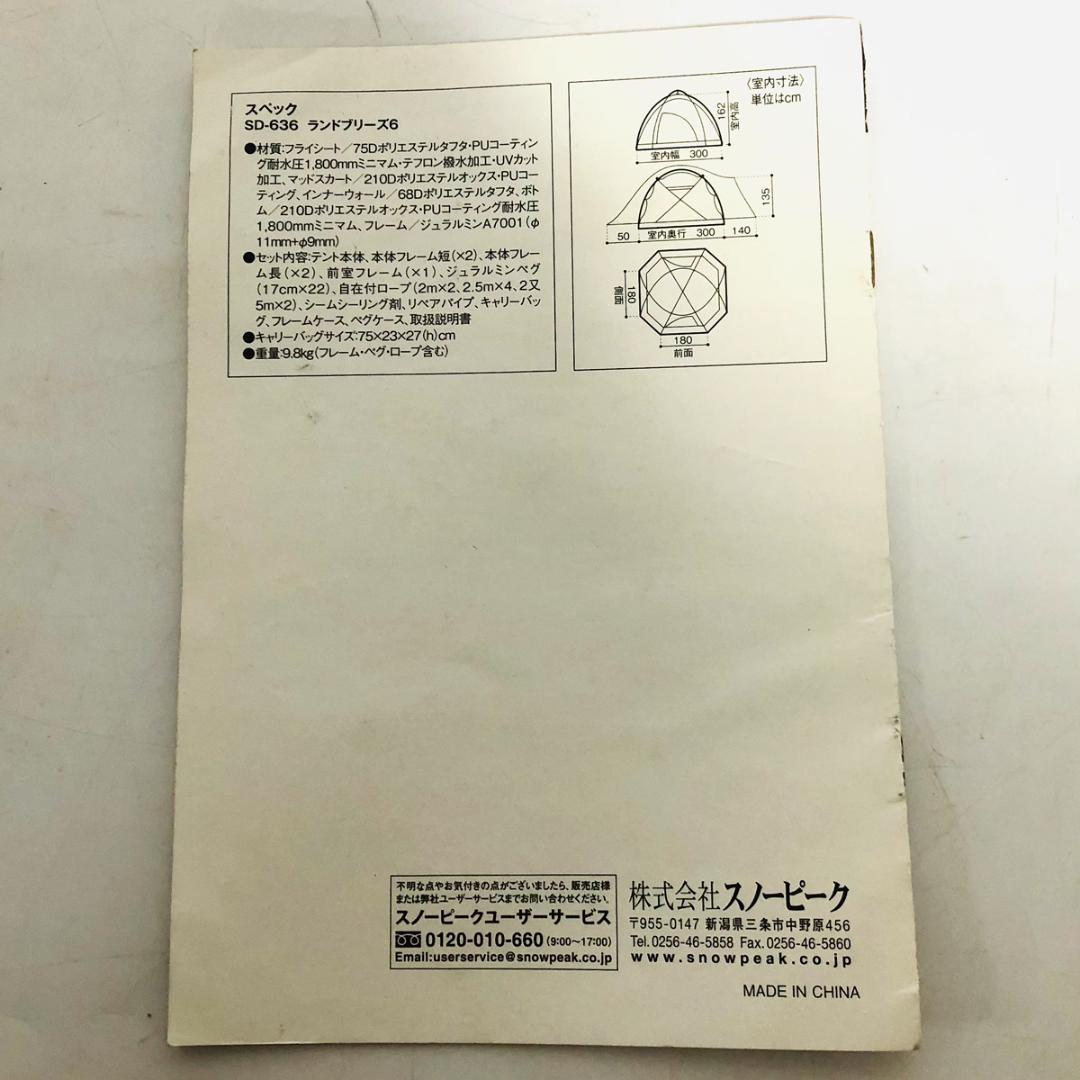 スペック
SD-636 ランドブリーズ6
●材質:フライシート/75Dポリエステルタフタ・PUコーティン
グ耐水圧1,800mmミニマム・テフロン撥水加工・UVカット
加工、マッドスカート/210Dポリエステルオックス・PUコー
ティング、インナーウォール/68Dポリエステルタフタ、ボト
ム/210Dポリエステルオックス・PUコーティング耐水圧
1,800mmミニマム、フレーム/ジュラルミンA7001(φ
11mm+φ9mm)
●セット内容:テント本体、本体フレーム短(×2)、本体フレー
ム長(×2)、前室フレーム(×1)、ジュラルミンペグ
(17cm×22)、自在付ロープ(2m×2、2.5m×4、2又
5m×2)、シームシーリング剤、リペアパイプ、キャリーバッ
グ、フレームケース、ペグケース、取扱説明書
●キャリーバッグサイズ:75×23×27(h)cm
●重量:9.8kg(フレーム・ペグ・ロープ含む)
〈室内寸法〉
単位はcm
162
室内高
室内幅 300
135
50 室内奥行 300 140
180
側面
180
前面
不明な点やお気付きの点がございましたら、販売店様
または弊社ユーザーサービスまでお問い合わせください。
スノーピークユーザーサービス
0120-010-660(9:00〜17:00)
Email:userservice@snowpeak.co.jp
株式会社スノーピーク
〒955-0147 新潟県三条市中野原456
Tel.0256-46-5858 Fax.0256-46-5860
www.snowpeak.co.jp
MADE IN CHINA